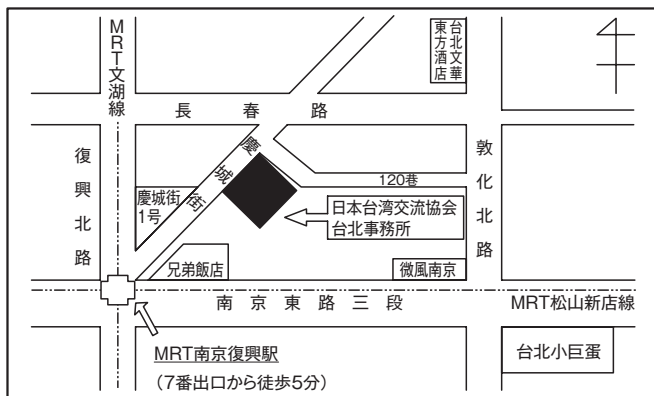 MRT文湖線
台北文華
東方酒店
長春路
復興北路
慶城街
敦化北路
120巷
慶城街
1号
日本台湾交流協会
台北事務所
兄弟飯店
微風南京
南京東路三段
MRT松山新店線
MRT南京復興駅
(7番出口から徒歩5分)
台北小巨蛋